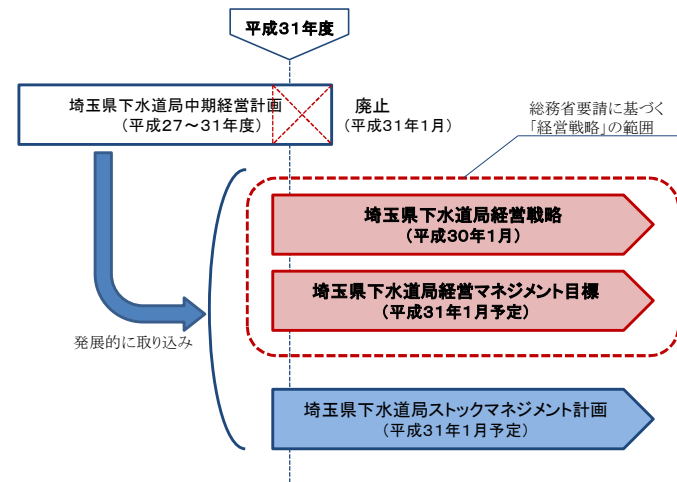 平成31年度
埼玉県下水道局中期経営計画
（平成27～31年度）
廃止
（平成31年1月）
総務省要請に基づく
「経営戦略」の範囲
埼玉県下水道局経営戦略
（平成30年1月）
埼玉県下水道局経営マネジメント目標
（平成31年1月予定）
発展的に取り込み
埼玉県下水道局ストックマネジメント計画
（平成31年1月予定）